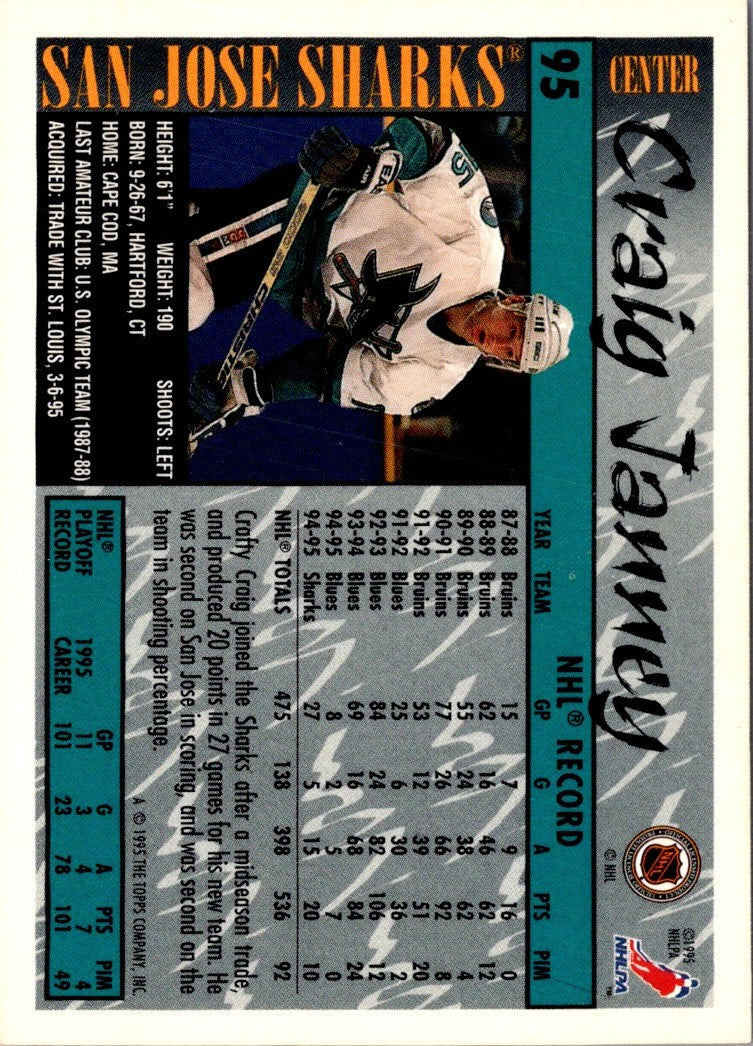 CENTER
Craig Janney
©NHL
©1995
NHLPA
NHLPA
95
NHL® RECORD
YEAR TEAM GP G A PTS PIM
87-88 Bruins 15 7 9 16 0
88-89 Bruins 62 16 46 62 12
89-90 Bruins 55 24 38 62 4
90-91 Bruins 77 26 66 92 8
91-92 Bruins 53 12 39 51 20
91-92 Blues 25 6 30 36 2
92-93 Blues 84 24 82 106 12
93-94 Blues 69 16 68 84 24
94-95 Blues 8 2 5 7 0
94-95 Sharks 27 5 15 20 10
NHL® TOTALS 475 138 398 536 92
Crafty Craig joined the Sharks after a midseason trade,
and produced 20 points in 27 games for his new team. He
was second on San Jose in scoring, and was second on the
team in shooting percentage.
A © 1995 THE TOPPS COMPANY, INC.
NHL® 1995 GP G A PTS PIM
PLAYOFF 1995 11 3 4 7 4
RECORD CAREER 101 23 78 101 49
SAN JOSE SHARKS®
HEIGHT: 6'1" WEIGHT: 190 SHOOTS: LEFT
BORN: 9-26-67, HARTFORD, CT
HOME: CAPE COD, MA
LAST AMATEUR CLUB: U.S. OLYMPIC TEAM (1987-88)
ACQUIRED: TRADE WITH ST. LOUIS, 3-6-95
CHRISTIE